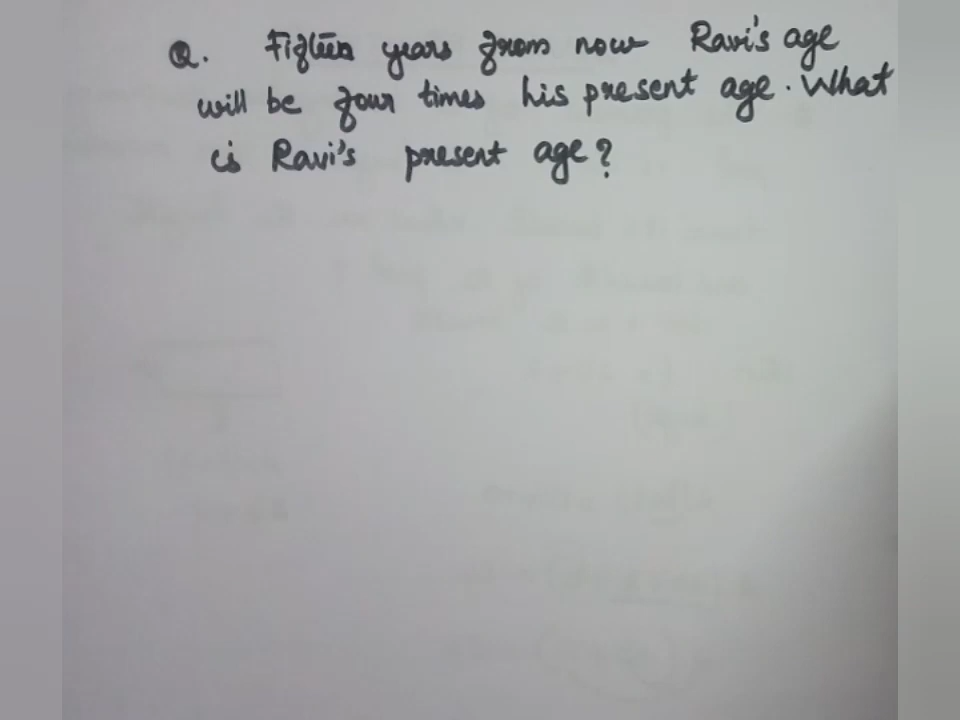 Q. Fifteen years from now Ravi's age
will be four times his present age. What
is Ravi's present age?